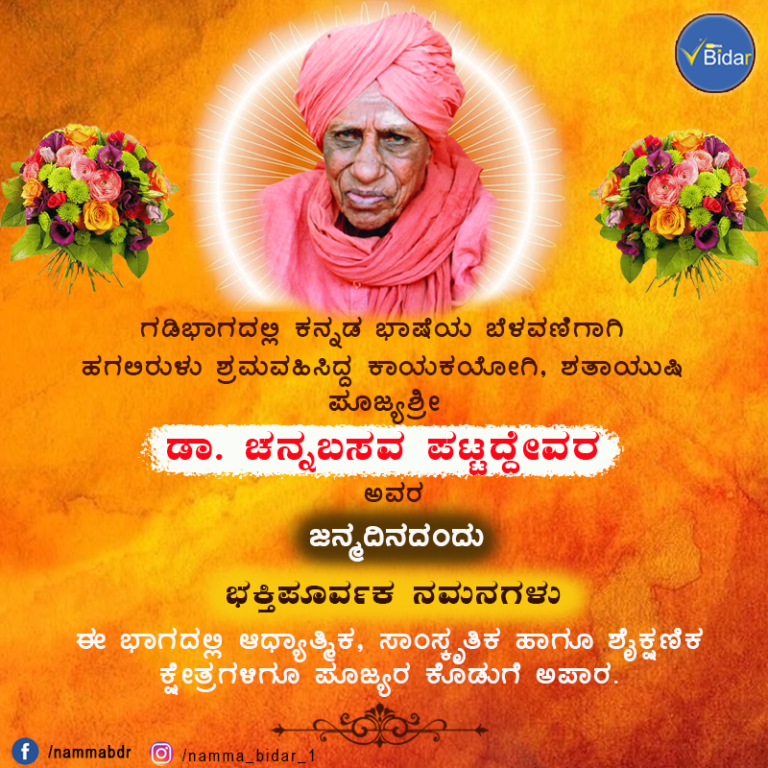 Bidar
ಗಡಿಭಾಗದಲ್ಲಿ ಕನ್ನಡ ಭಾಷೆಯ ಬೆಳವಣಿಗಾಗಿ
ಹಗಲಿರುಳು ಶ್ರಮವಹಿಸಿದ್ದ ಕಾಯಕಯೋಗಿ, ಶತಾಯುಷಿ
ಪೂಜ್ಯಶ್ರೀ
ಡಾ. ಚನ್ನಬಸವ ಪಟ್ಟದ್ದೇವರ
ಅವರ
ಜನ್ಮದಿನದಂದು
ಭಕ್ತಿಪೂರ್ವಕ ನಮನಗಳು
ಈ ಭಾಗದಲ್ಲಿ ಆಧ್ಯಾತ್ಮಿಕ, ಸಾಂಸ್ಕೃತಿಕ ಹಾಗೂ ಶೈಕ್ಷಣಿಕ
ಕ್ಷೇತ್ರಗಳಿಗೂ ಪೂಜ್ಯರ ಕೊಡುಗೆ ಅಪಾರ.
/nammabdr /namma_bidar_1